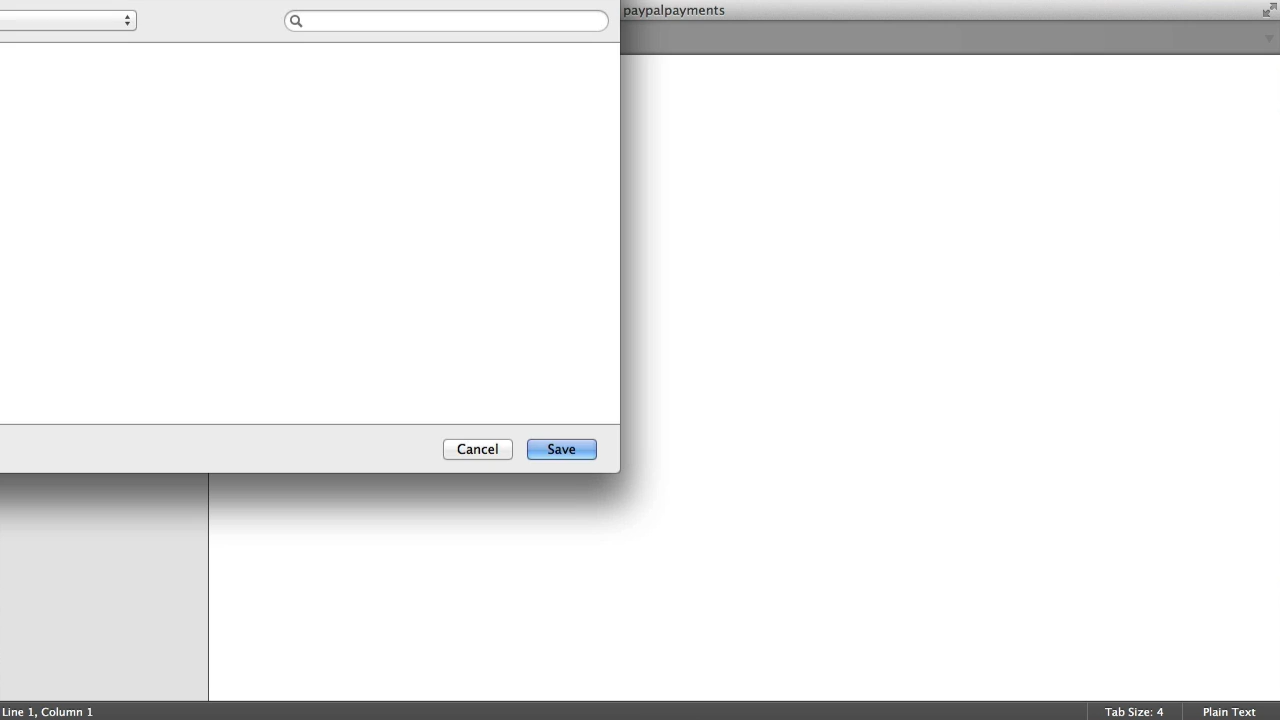 paypalpayments
Cancel
Save
Line 1, Column 1
Tab Size: 4
Plain Text